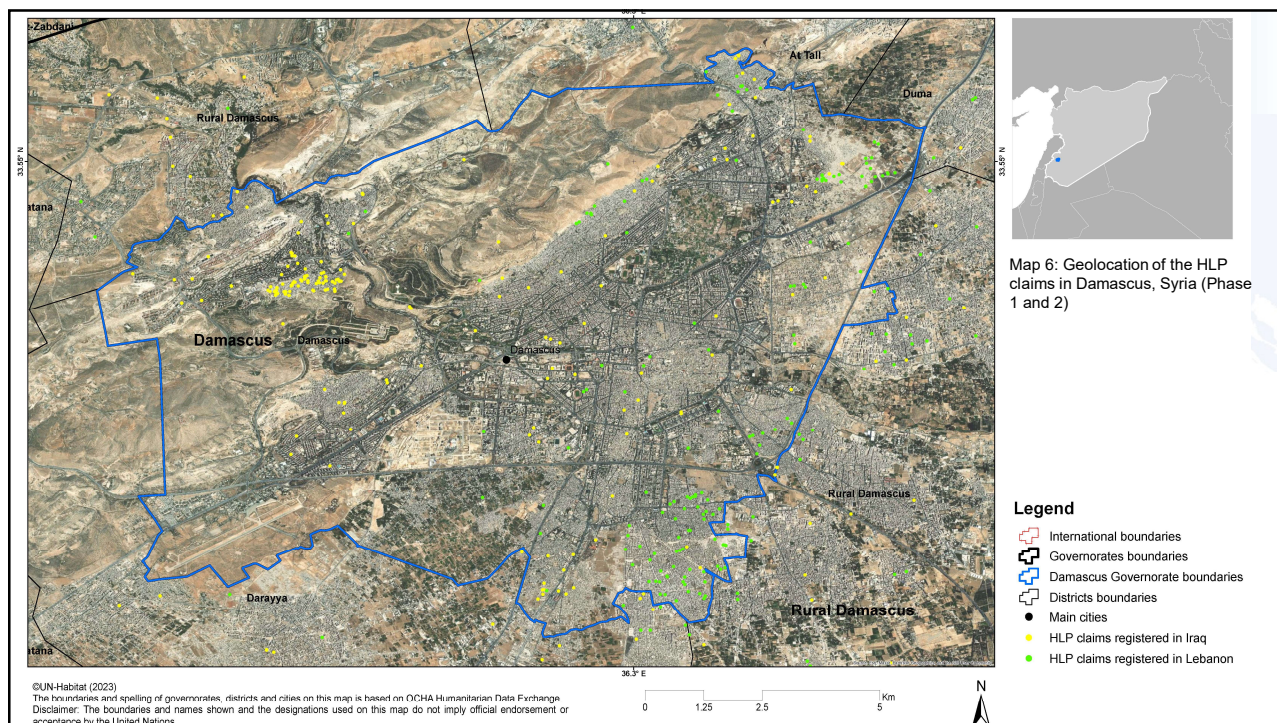 -Zabdani
At Tall
Duma
Rural Damascus
33.55° N
33.55° N
atana
Damascus
Damascus
Damascus
Rural Damascus
Darayya
Rural Damascus
atana
36.3° E
Map 6: Geolocation of the HLP
claims in Damascus, Syria (Phase
1 and 2)
Legend
International boundaries
Governorates boundaries
Damascus Governorate boundaries
Districts boundaries
Main cities
HLP claims registered in Iraq
HLP claims registered in Lebanon
©UN-Habitat (2023)
The boundaries and spelling of governorates, districts and cities on this map is based on OCHA Humanitarian Data Exchange
Disclaimer: The boundaries and names shown and the designations used on this map do not imply official endorsement or
acceptance by the United Nations
0 1.25 2.5 5 Km
N